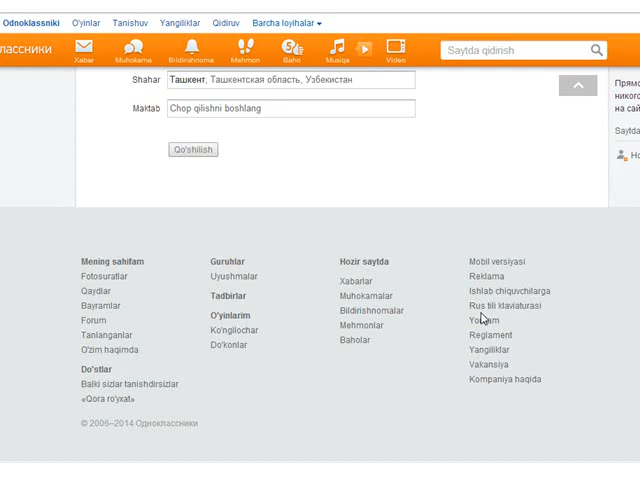 Odnoklassniki O'yinlar Tanishuv Yangiliklar Qidiruv Barcha loyihalar
лассники Xabar Muhokama Bildirishnoma Mehmon 5 Baho Musiqa Video Saytda qidirish
Shahar Ташкент, Ташкентская область, Узбекистан
Прямо
никого
на сай
Maktab Chop qilishni boshlang
Saytda
Qo'shilish
Но
Mening sahifam
Fotosuratlar
Qaydlar
Bayramlar
Forum
Tanlanganlar
O'zim haqimda
Do'stlar
Balki sizlar tanishdirsizlar
«Qora ro'yxat»
Guruhlar
Uyushmalar
Tadbirlar
O'yinlarim
Ko'ngilochar
Do'konlar
Hozir saytda
Xabarlar
Muhokamalar
Bildirishnomalar
Mehmonlar
Baholar
Mobil versiyasi
Reklama
Ishlab chiquvchilarga
Rus tili klaviaturasi
Reglament
Yangiliklar
Vakansiya
Kompaniya haqida
© 2006–2014 Одноклассники